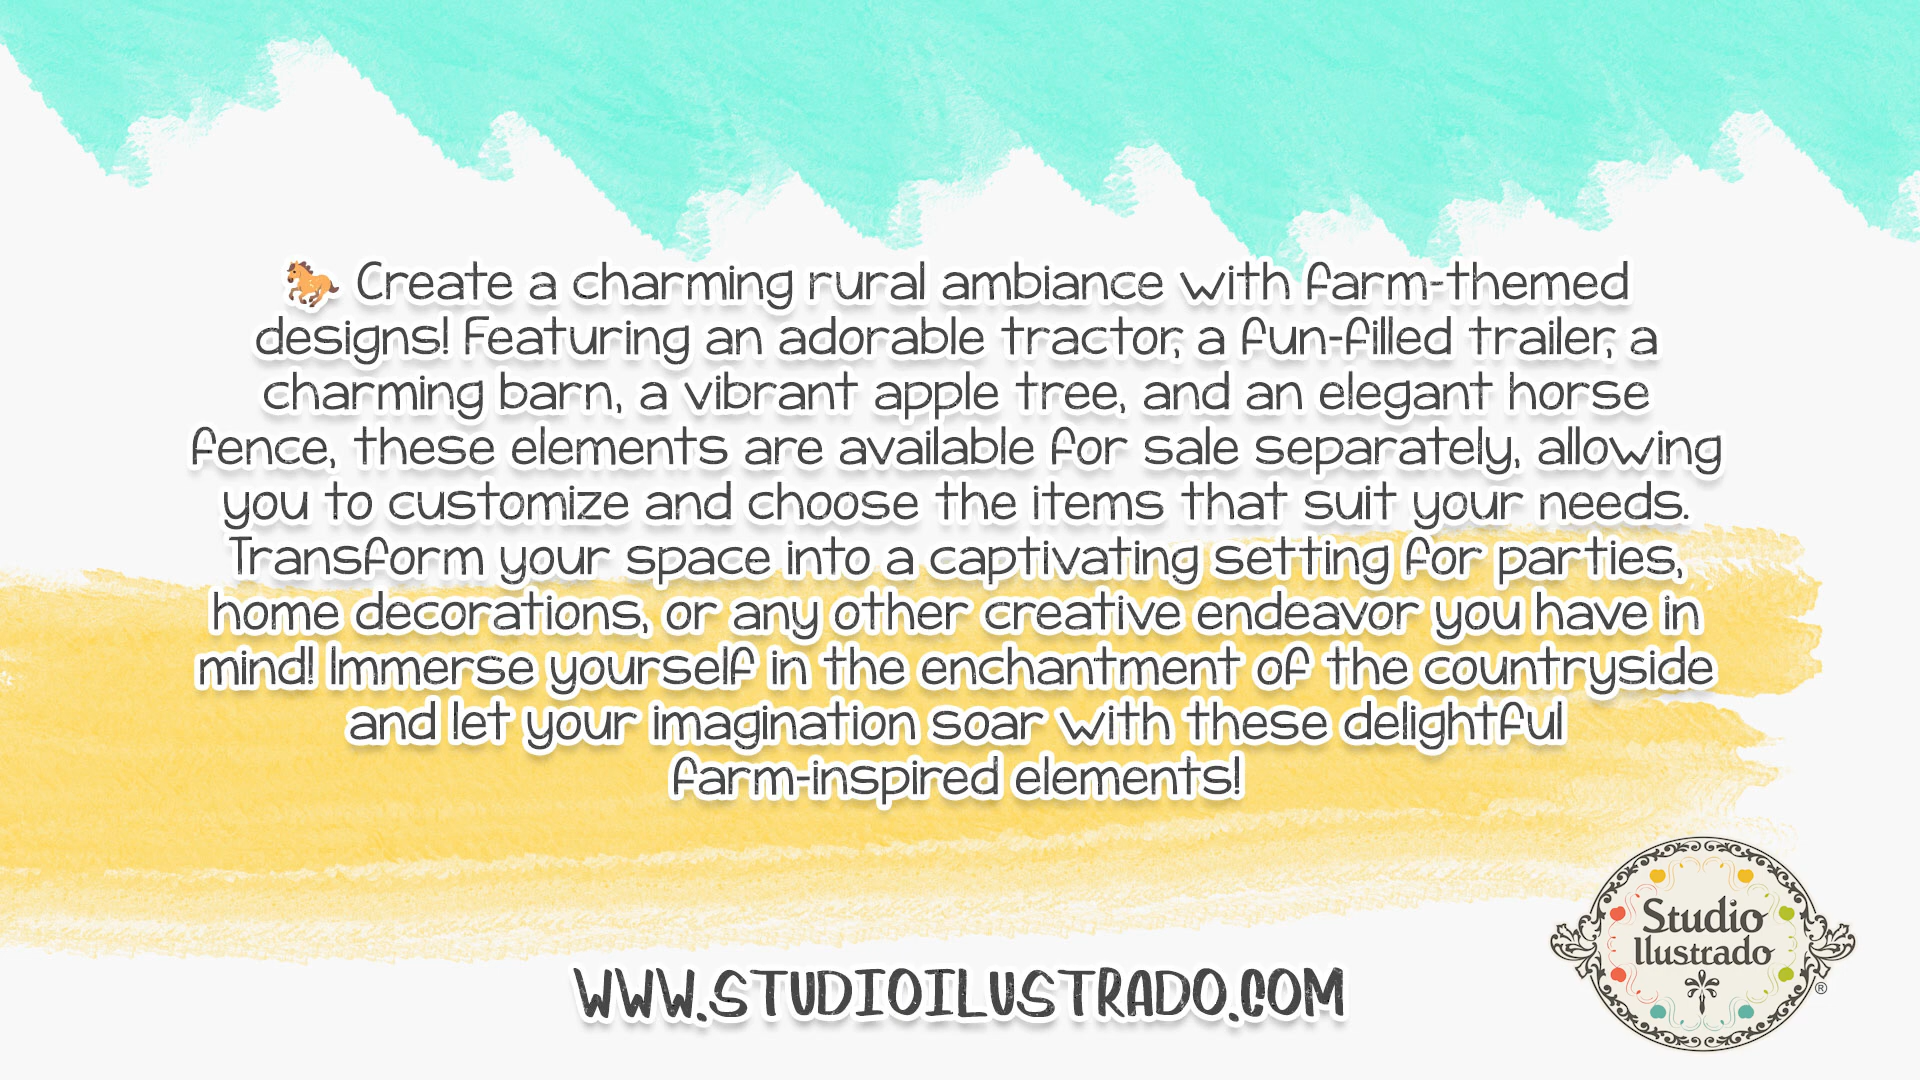 🐎 Create a charming rural ambiance with farm-themed
designs! Featuring an adorable tractor, a fun-filled trailer, a
charming barn, a vibrant apple tree, and an elegant horse
fence, these elements are available for sale separately, allowing
you to customize and choose the items that suit your needs.
Transform your space into a captivating setting for parties,
home decorations, or any other creative endeavor you have in
mind! Immerse yourself in the enchantment of the countryside
and let your imagination soar with these delightful
farm-inspired elements!
Studio
Ilustrado
®
WWW.STUDIOILUSTRADO.COM